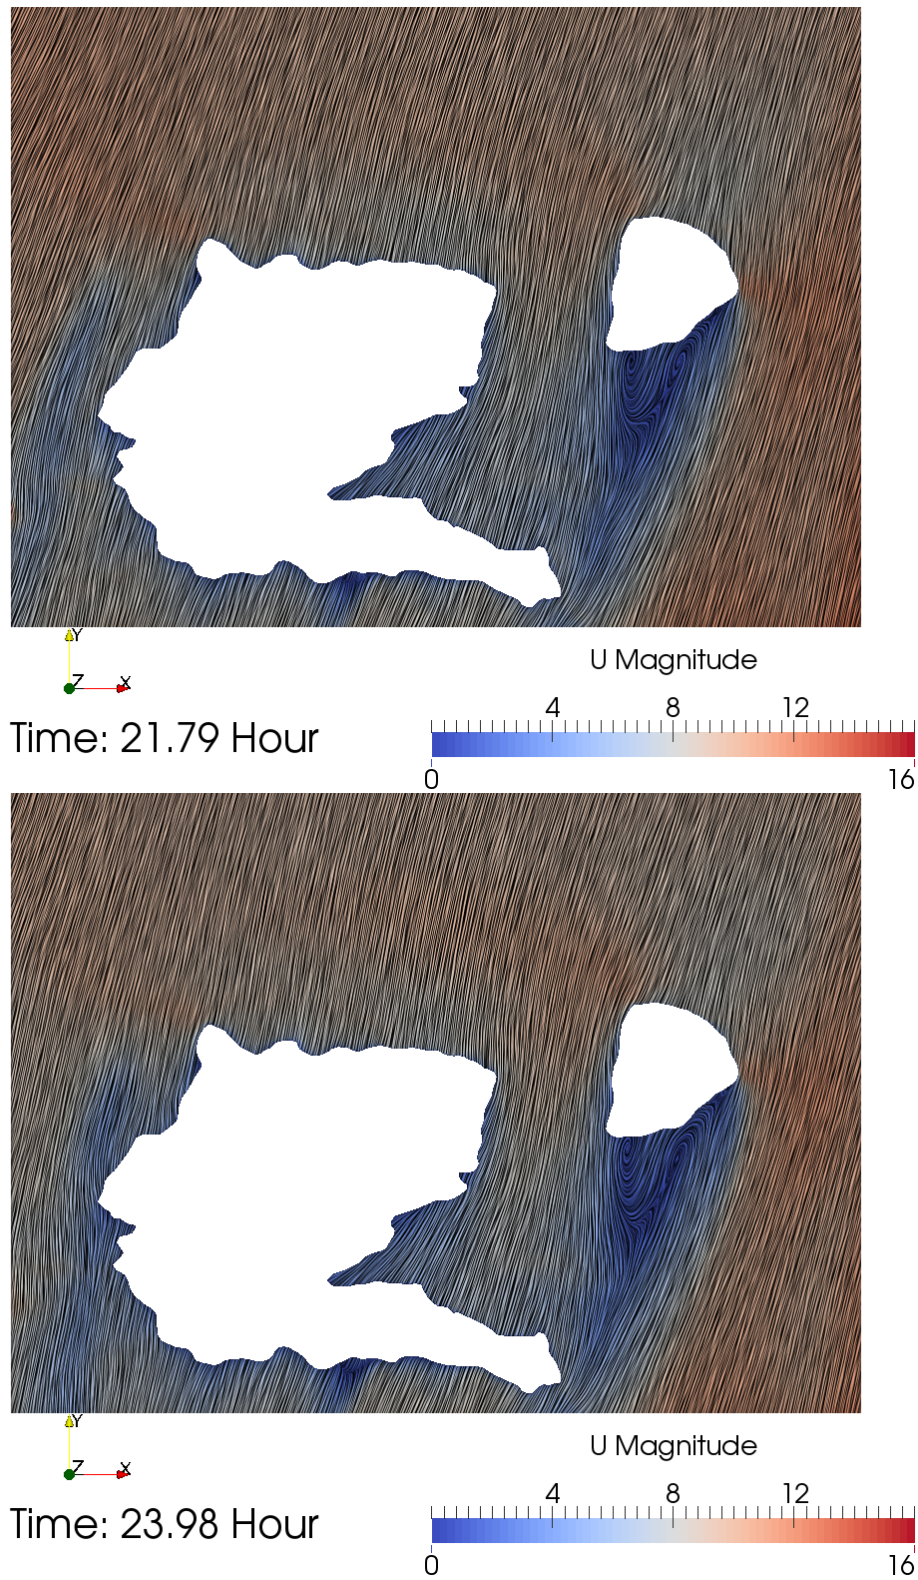 Y
Z X
U Magnitude
4 8 12
Time: 21.79 Hour
0 16
Y
Z X
U Magnitude
4 8 12
Time: 23.98 Hour
0 16